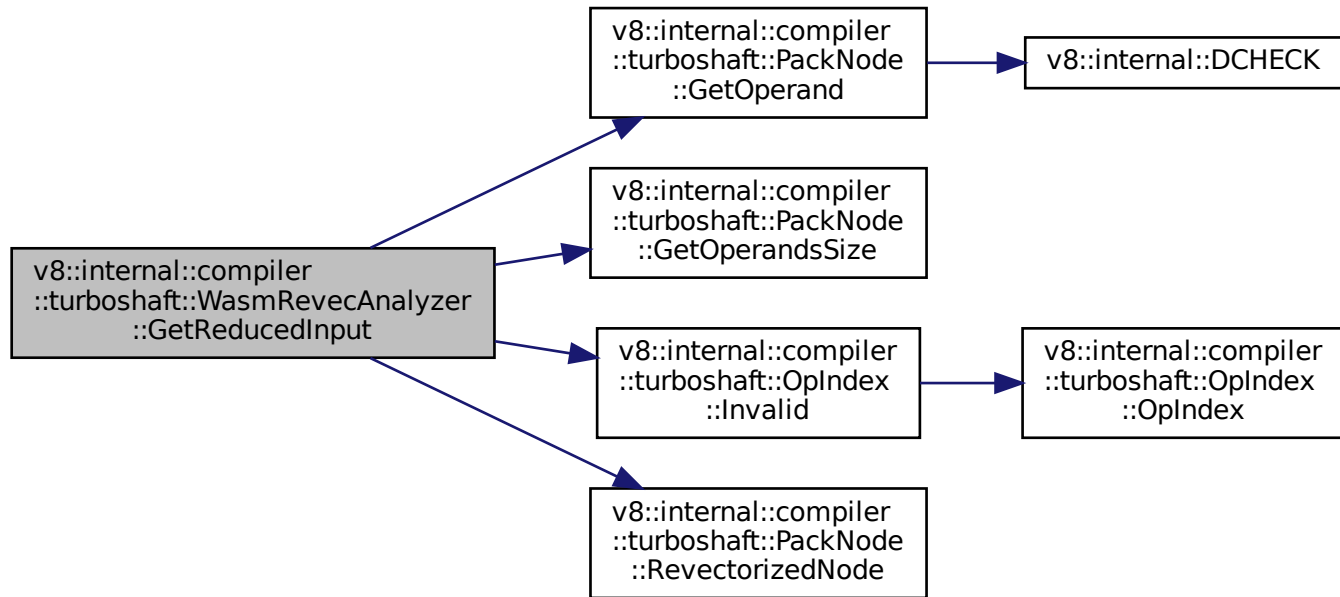 v8::internal::compiler
::turboshaft::WasmRevecAnalyzer
::GetReducedInput
v8::internal::compiler
::turboshaft::PackNode
::GetOperand
v8::internal::DCHECK
v8::internal::compiler
::turboshaft::PackNode
::GetOperandsSize
v8::internal::compiler
::turboshaft::OpIndex
::Invalid
v8::internal::compiler
::turboshaft::OpIndex
::OpIndex
v8::internal::compiler
::turboshaft::PackNode
::RevectorizedNode